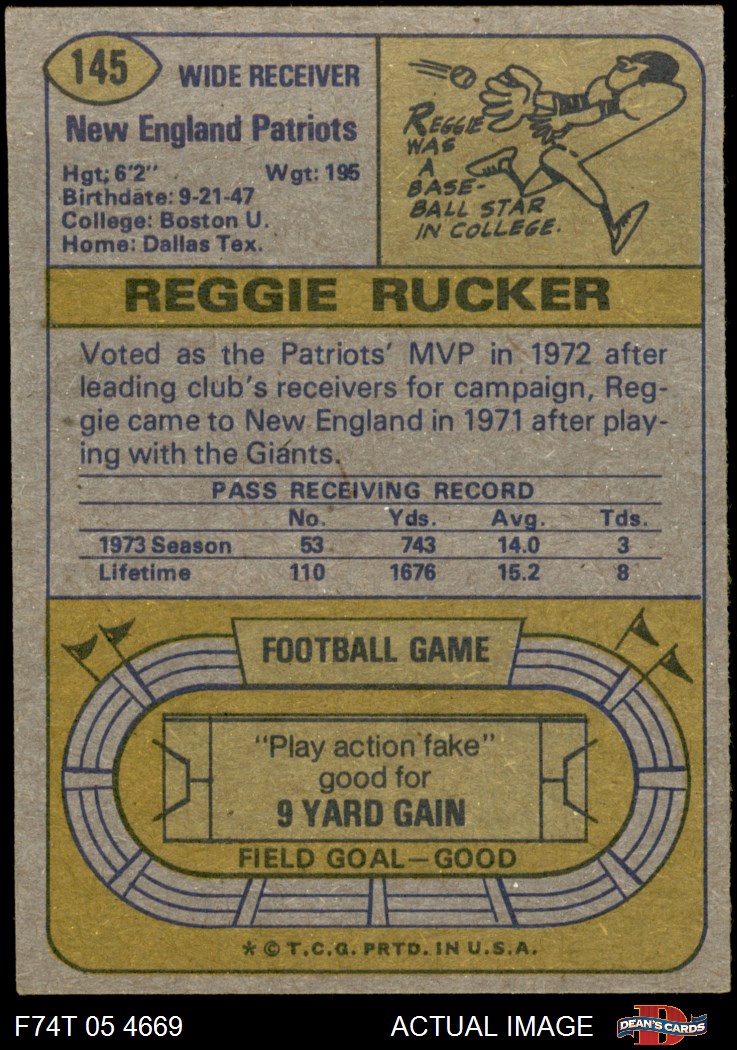 145
WIDE RECEIVER
New England Patriots
Hgt; 6'2" Wgt: 195
Birthdate: 9-21-47
College: Boston U.
Home: Dallas Tex.
REGGIE
WAS
A
BASE-
BALL STAR
IN COLLEGE.
REGGIE RUCKER
Voted as the Patriots' MVP in 1972 after
leading club's receivers for campaign, Reg-
gie came to New England in 1971 after play-
ing with the Giants.
PASS RECEIVING RECORD
No. Yds. Avg. Tds.
1973 Season 53 743 14.0 3
Lifetime 110 1676 15.2 8
FOOTBALL GAME
"Play action fake"
good for
9 YARD GAIN
FIELD GOAL—GOOD
* © T.C.G. PRTD. IN U.S.A.
F74T 05 4669 ACTUAL IMAGE
D
DEAN'S CARDS